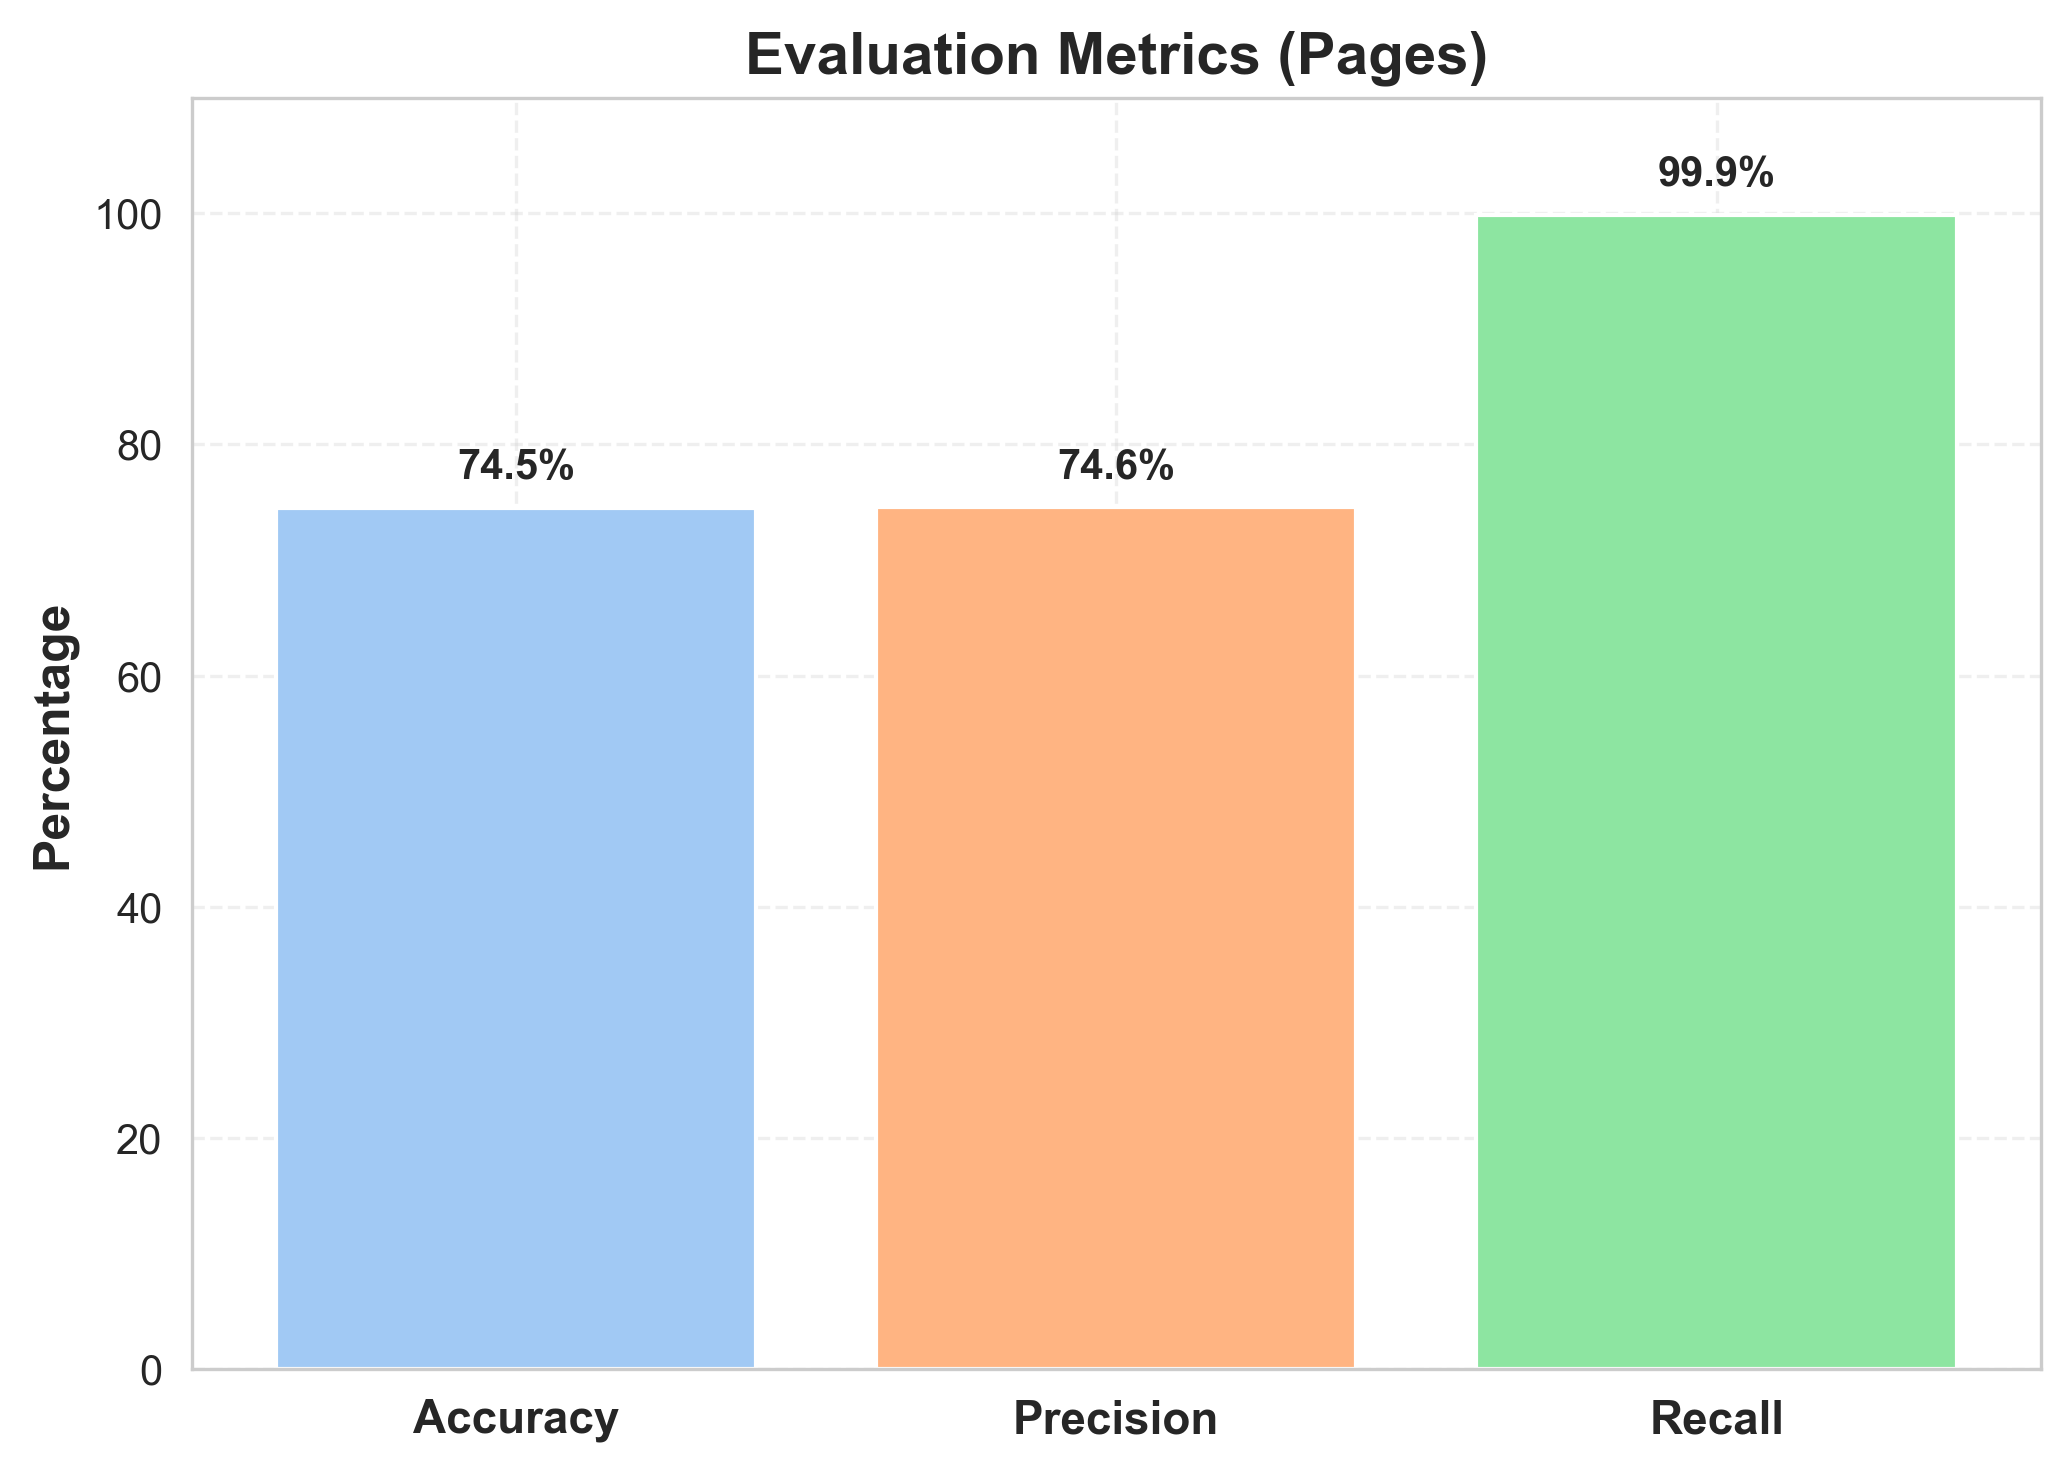 Evaluation Metrics (Pages)
Percentage
100
80
60
40
20
0
74.5%
74.6%
99.9%
Accuracy
Precision
Recall